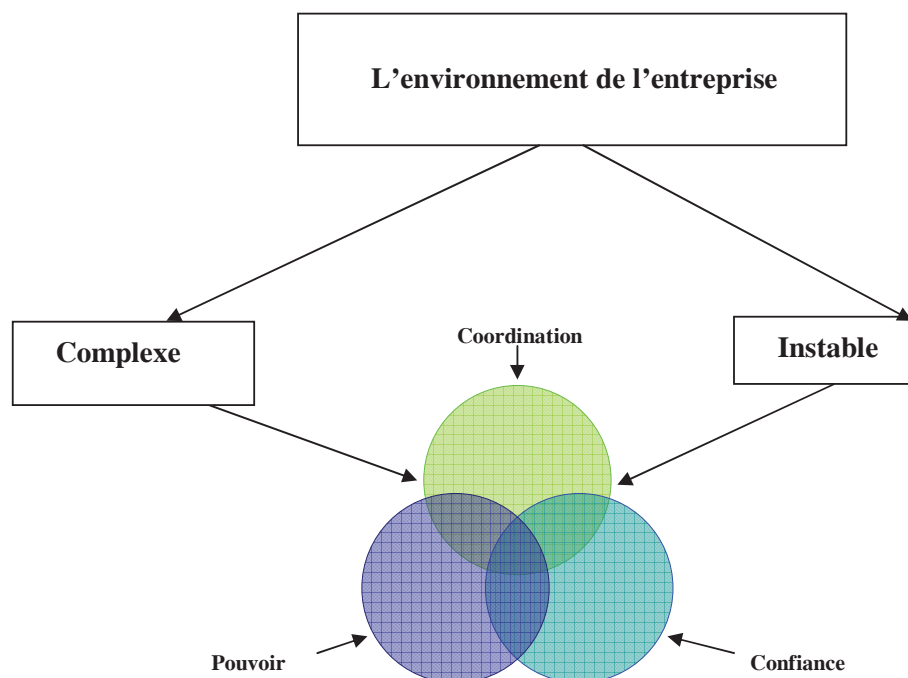 L’environnement de l’entreprise
Complexe
Coordination
Instable
Pouvoir
Confiance